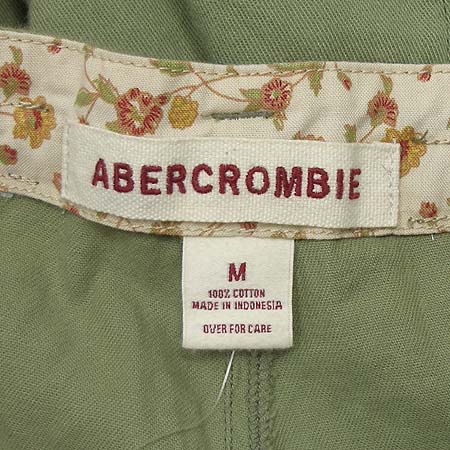 ABERCROMBIE
M
100% COTTON
MADE IN INDONESIA
OVER FOR CARE